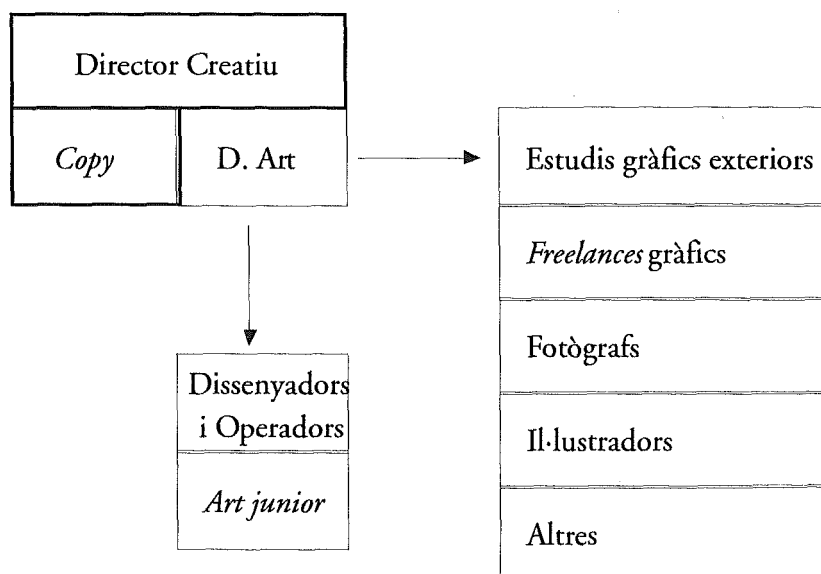 Director Creatiu
Copy
D. Art
Estudis gràfics exteriors
Freelances gràfics
Fotògrafs
Il·lustradors
Altres
Dissenyadors
i Operadors
Art junior